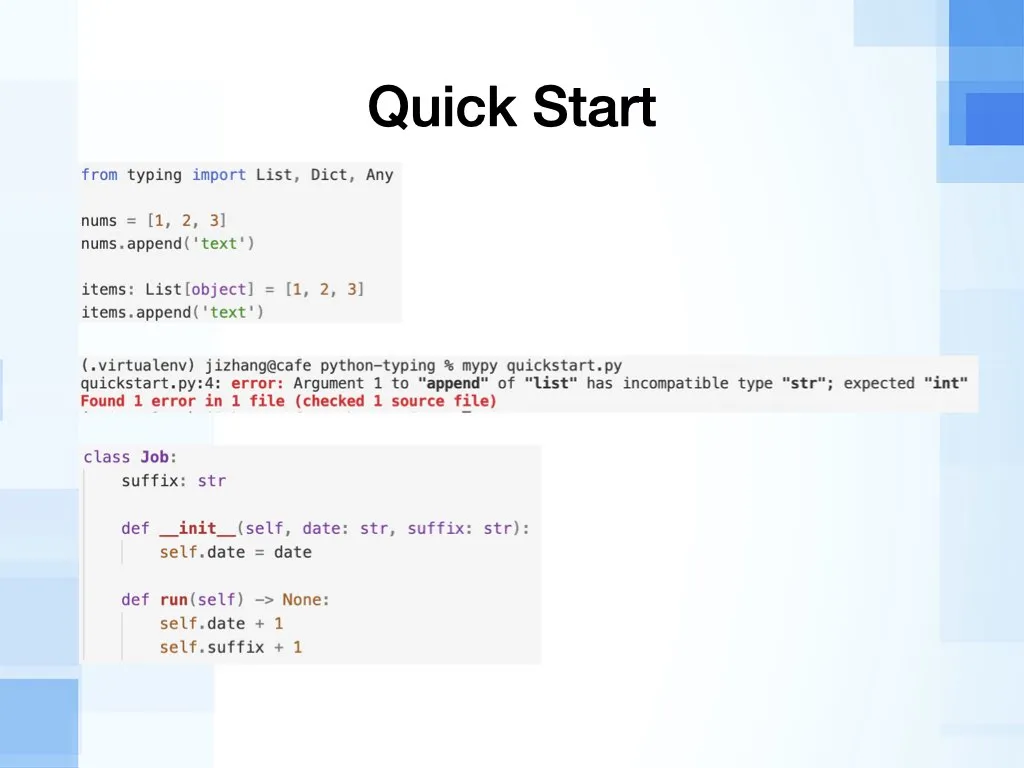 Quick Start
from typing import List, Dict, Any
nums = [1, 2, 3]
nums.append('text')
items: List[object] = [1, 2, 3]
items.append('text')
(.virtualenv) jizhang@cafe python-typing % mypy quickstart.py
quickstart.py:4: error: Argument 1 to "append" of "list" has incompatible type "str"; expected "int"
Found 1 error in 1 file (checked 1 source file)
class Job:
    suffix: str
    def __init__(self, date: str, suffix: str):
        self.date = date
    def run(self) -> None:
        self.date + 1
        self.suffix + 1